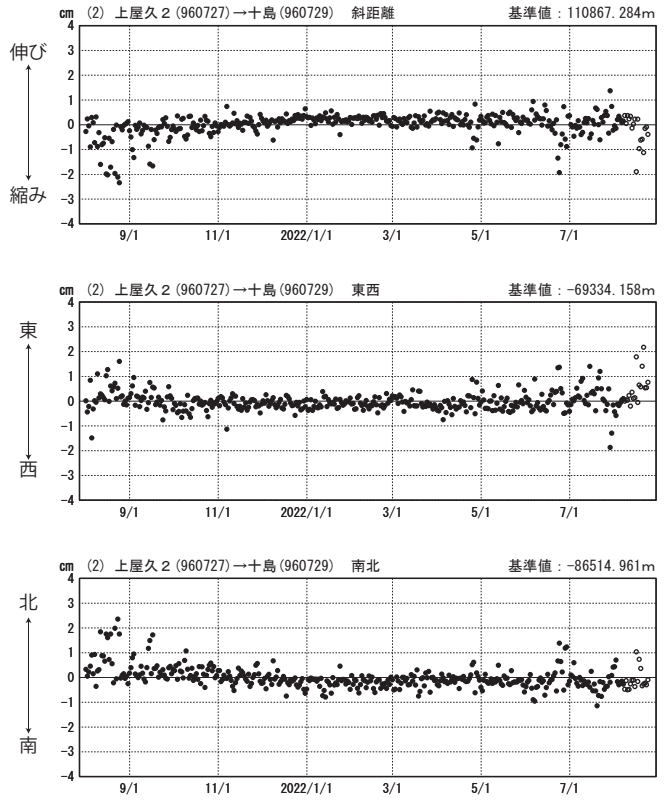 cm (2) 上屋久２(960727)→十島(960729) 斜距離 基準値：110867.284m
4
3
伸び
2
1
0
-1
-2
縮み
-3
-4
9/1 11/1 2022/1/1 3/1 5/1 7/1
cm (2) 上屋久２(960727)→十島(960729) 東西 基準値：-69334.158m
4
3
東
2
1
0
-1
-2
西
-3
-4
9/1 11/1 2022/1/1 3/1 5/1 7/1
cm (2) 上屋久２(960727)→十島(960729) 南北 基準値：-86514.961m
4
北
3
2
1
0
-1
-2
南
-3
-4
9/1 11/1 2022/1/1 3/1 5/1 7/1